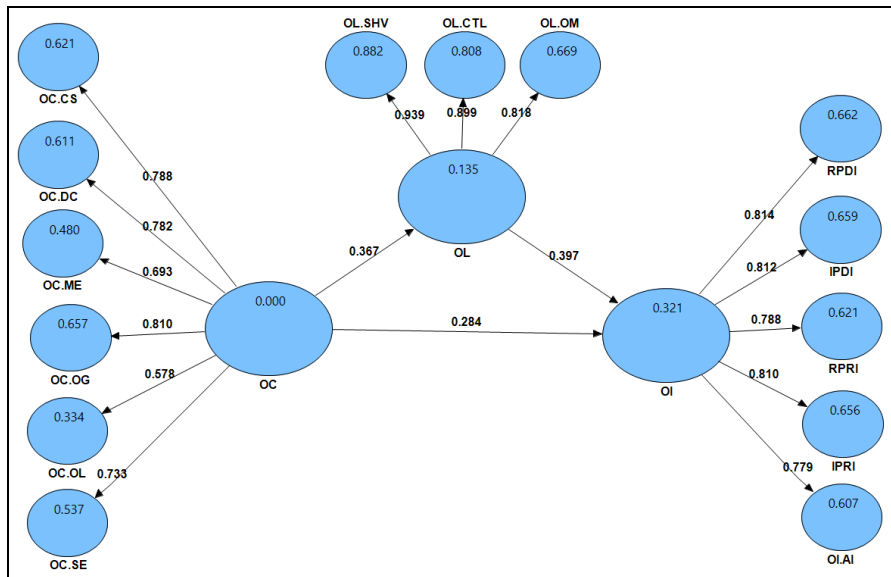 OL.SHV
OL.CTL
OL.OM
0.621
0.882
0.808
0.669
OC.CS
0.939
0.899
0.818
0.662
RPDI
0.611
OC.DC
0.788
0.135
OL
0.814
0.659
IPDI
0.480
OC.ME
0.782
0.693
0.367
0.397
0.812
0.657
OC.OG
0.810
0.000
OC
0.284
0.321
OI
0.788
0.621
RPRI
0.334
OC.OL
0.578
0.810
0.656
IPRI
0.537
OC.SE
0.733
0.779
0.607
OI.AI